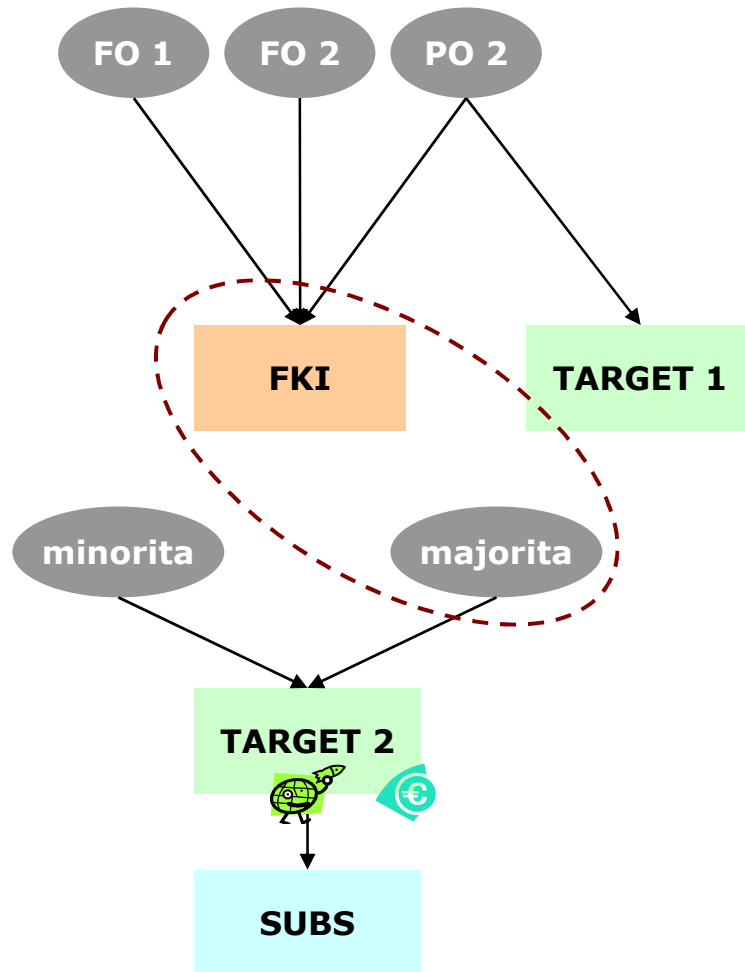 FO 1
FO 2
PO 2
FKI
TARGET 1
minorita
majorita
TARGET 2
€
SUBS